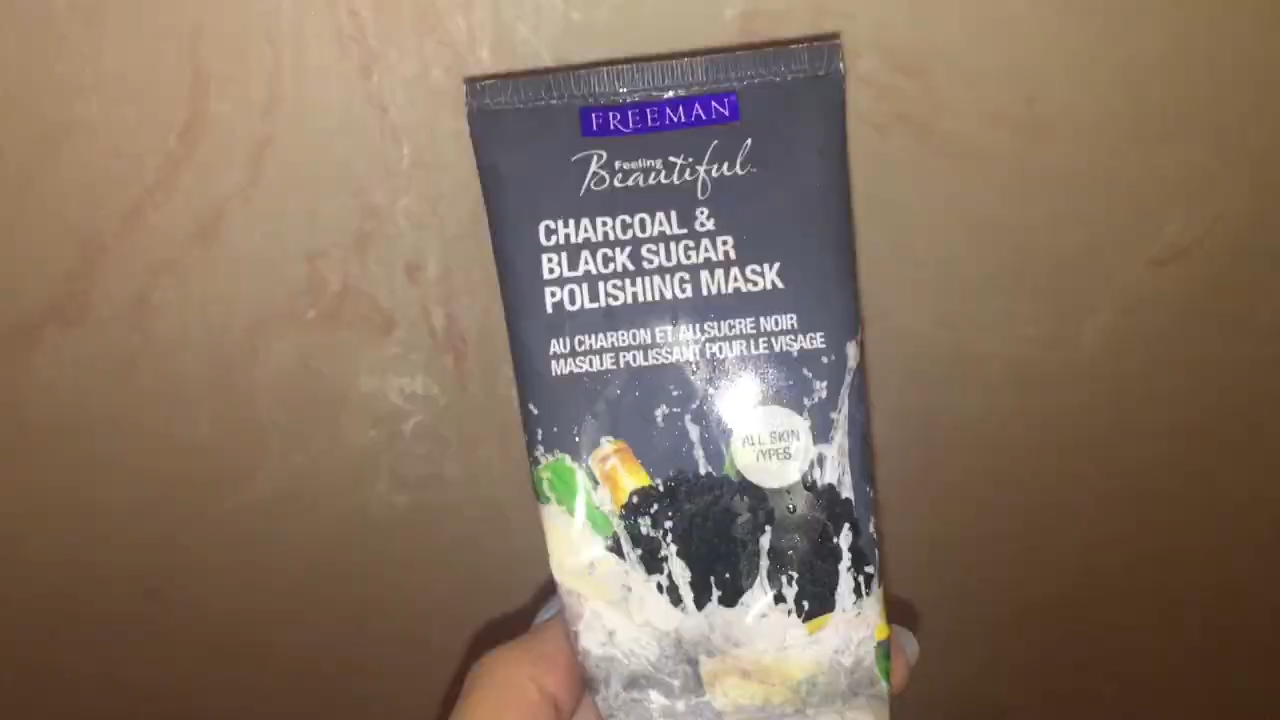 FREEMAN
Feeling
Beautiful
CHARCOAL &
BLACK SUGAR
POLISHING MASK
AU CHARBON ET AU SUCRE NOIR
MASQUE POLISSANT POUR LE VISAGE
ALL SKIN
TYPES